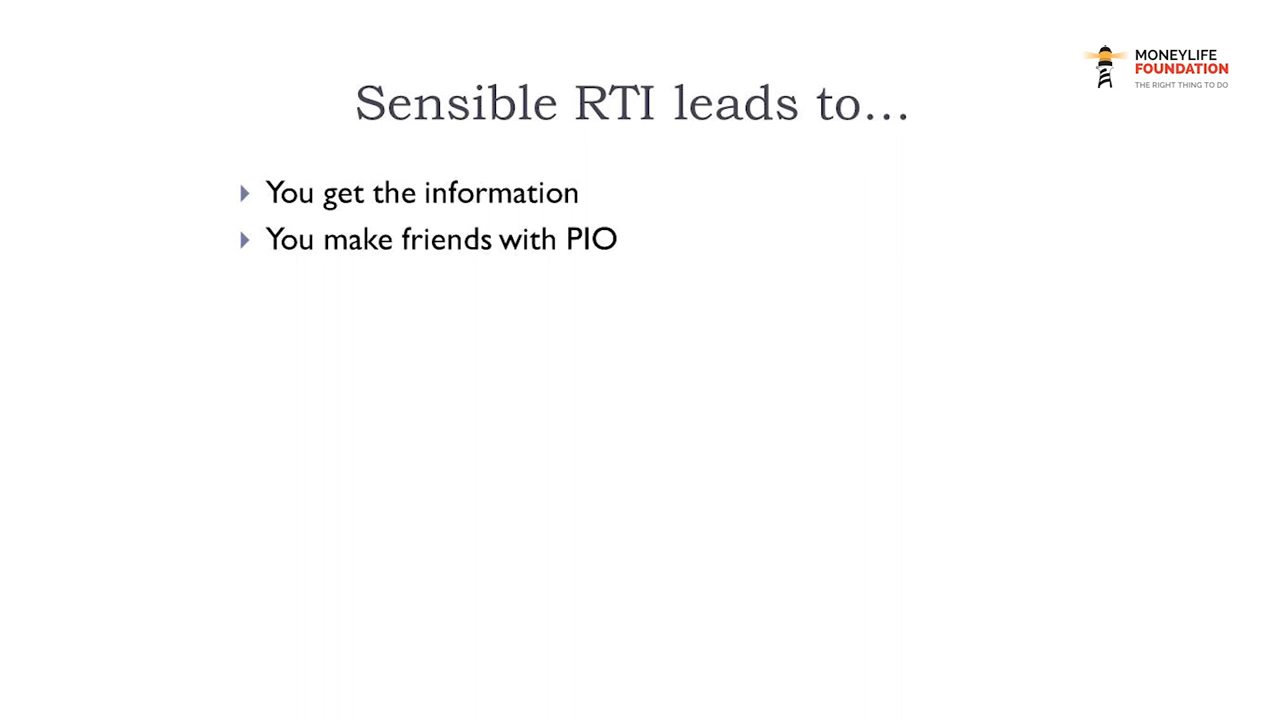 MONEYLIFE
FOUNDATION
THE RIGHT THING TO DO
Sensible RTI leads to...
You get the information
You make friends with PIO